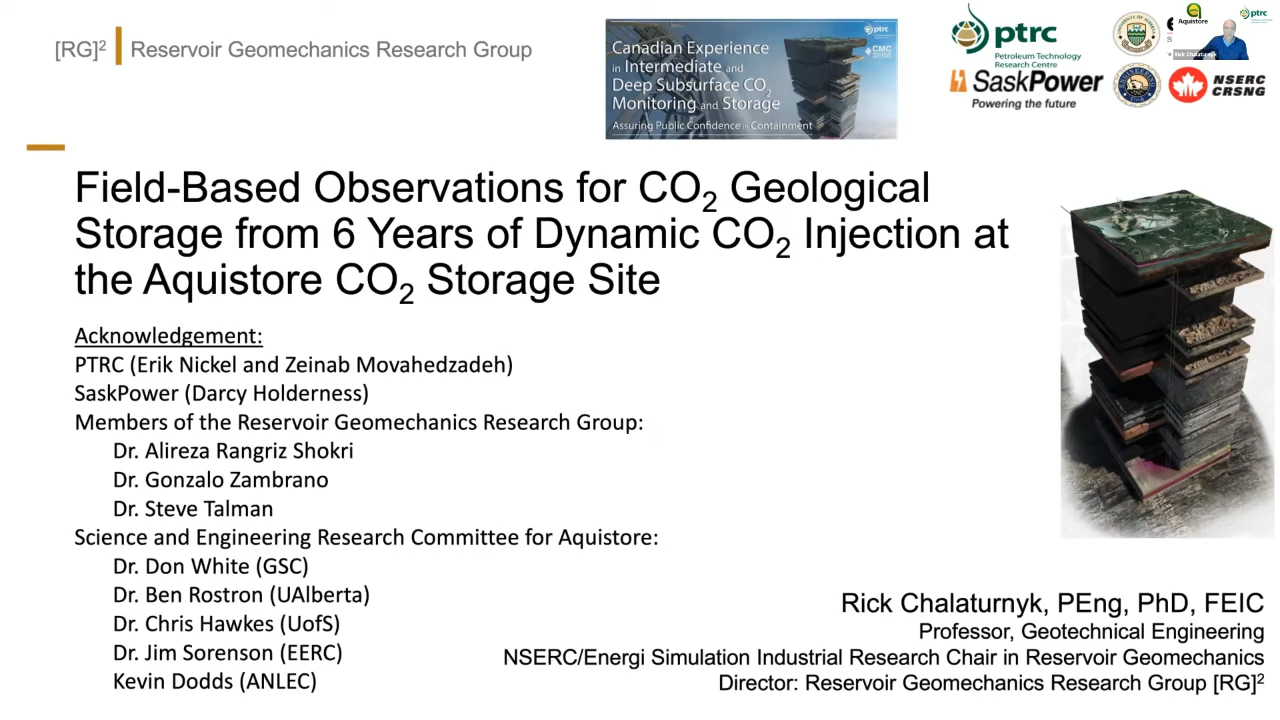 [RG]² Reservoir Geomechanics Research Group
Canadian Experience
in Intermediate and
Deep Subsurface CO₂
Monitoring and Storage
Assuring Public Confidence in Containment
ptrc
CMC
ptrc
Petroleum Technology
Research Centre
SaskPower
Powering the future
NSERC
CRSNG
Aquistore
ptrc
Rick Chalaturnyk
Field-Based Observations for CO₂ Geological
Storage from 6 Years of Dynamic CO₂ Injection at
the Aquistore CO₂ Storage Site
Acknowledgement:
PTRC (Erik Nickel and Zeinab Movahedzadeh)
SaskPower (Darcy Holderness)
Members of the Reservoir Geomechanics Research Group:
Dr. Alireza Rangriz Shokri
Dr. Gonzalo Zambrano
Dr. Steve Talman
Science and Engineering Research Committee for Aquistore:
Dr. Don White (GSC)
Dr. Ben Rostron (UAlberta)
Dr. Chris Hawkes (UofS)
Dr. Jim Sorenson (EERC)
Kevin Dodds (ANLEC)
Rick Chalaturnyk, PEng, PhD, FEIC
Professor, Geotechnical Engineering
NSERC/Energi Simulation Industrial Research Chair in Reservoir Geomechanics
Director: Reservoir Geomechanics Research Group [RG]²